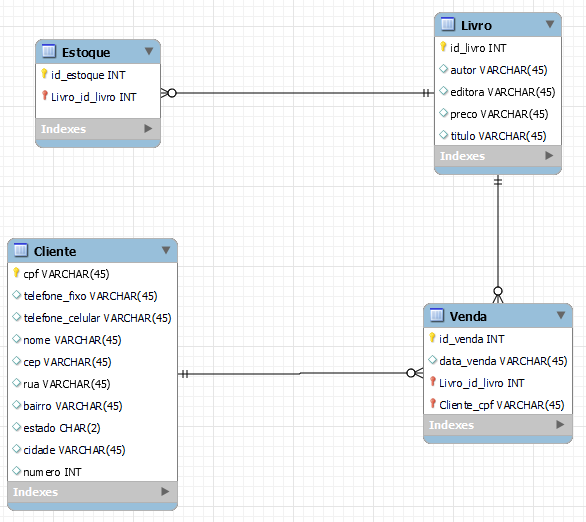 Estoque
id_estoque INT
Livro_id_livro INT
Indexes
Livro
id_livro INT
autor VARCHAR(45)
editora VARCHAR(45)
preco VARCHAR(45)
titulo VARCHAR(45)
Indexes
Cliente
cpf VARCHAR(45)
telefone_fixo VARCHAR(45)
telefone_celular VARCHAR(45)
nome VARCHAR(45)
cep VARCHAR(45)
rua VARCHAR(45)
bairro VARCHAR(45)
estado CHAR(2)
cidade VARCHAR(45)
numero INT
Indexes
Venda
id_venda INT
data_venda VARCHAR(45)
Livro_id_livro INT
Cliente_cpf VARCHAR(45)
Indexes